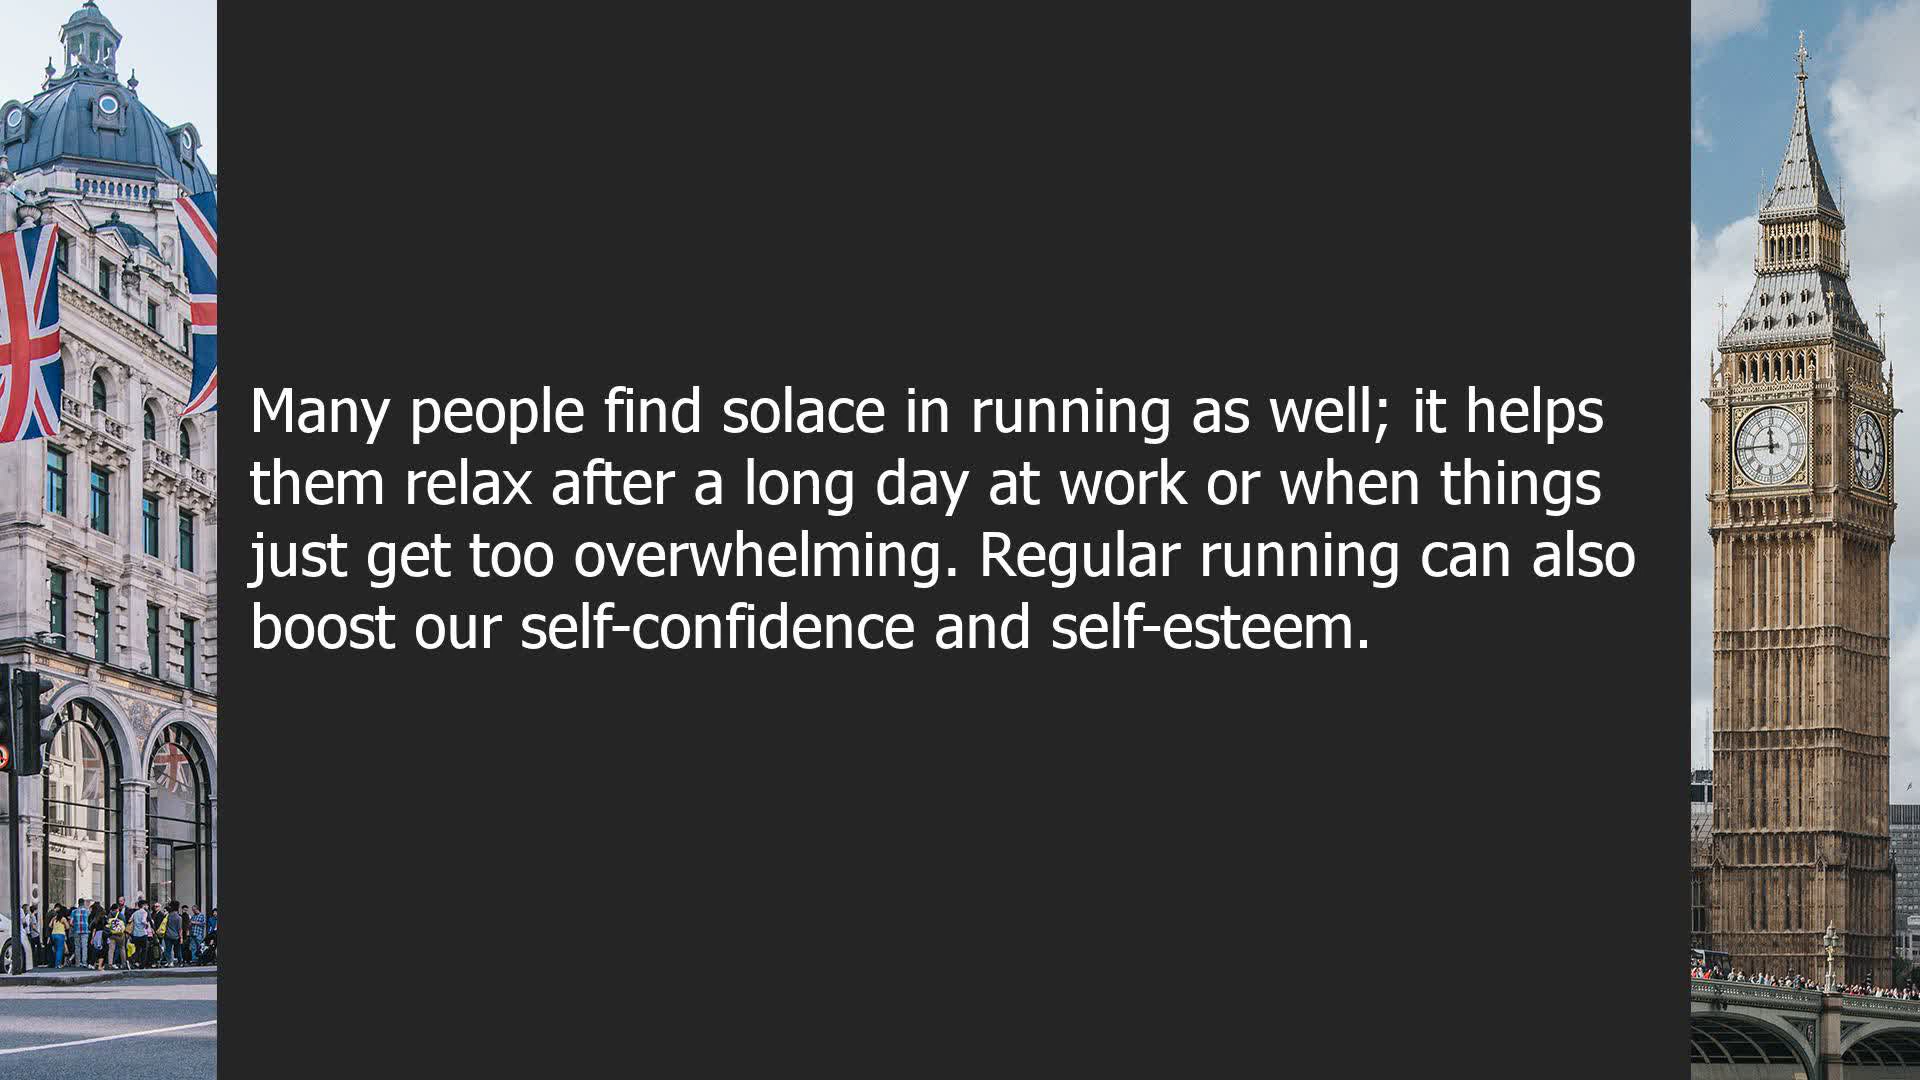 Many people find solace in running as well; it helps
them relax after a long day at work or when things
just get too overwhelming. Regular running can also
boost our self-confidence and self-esteem.